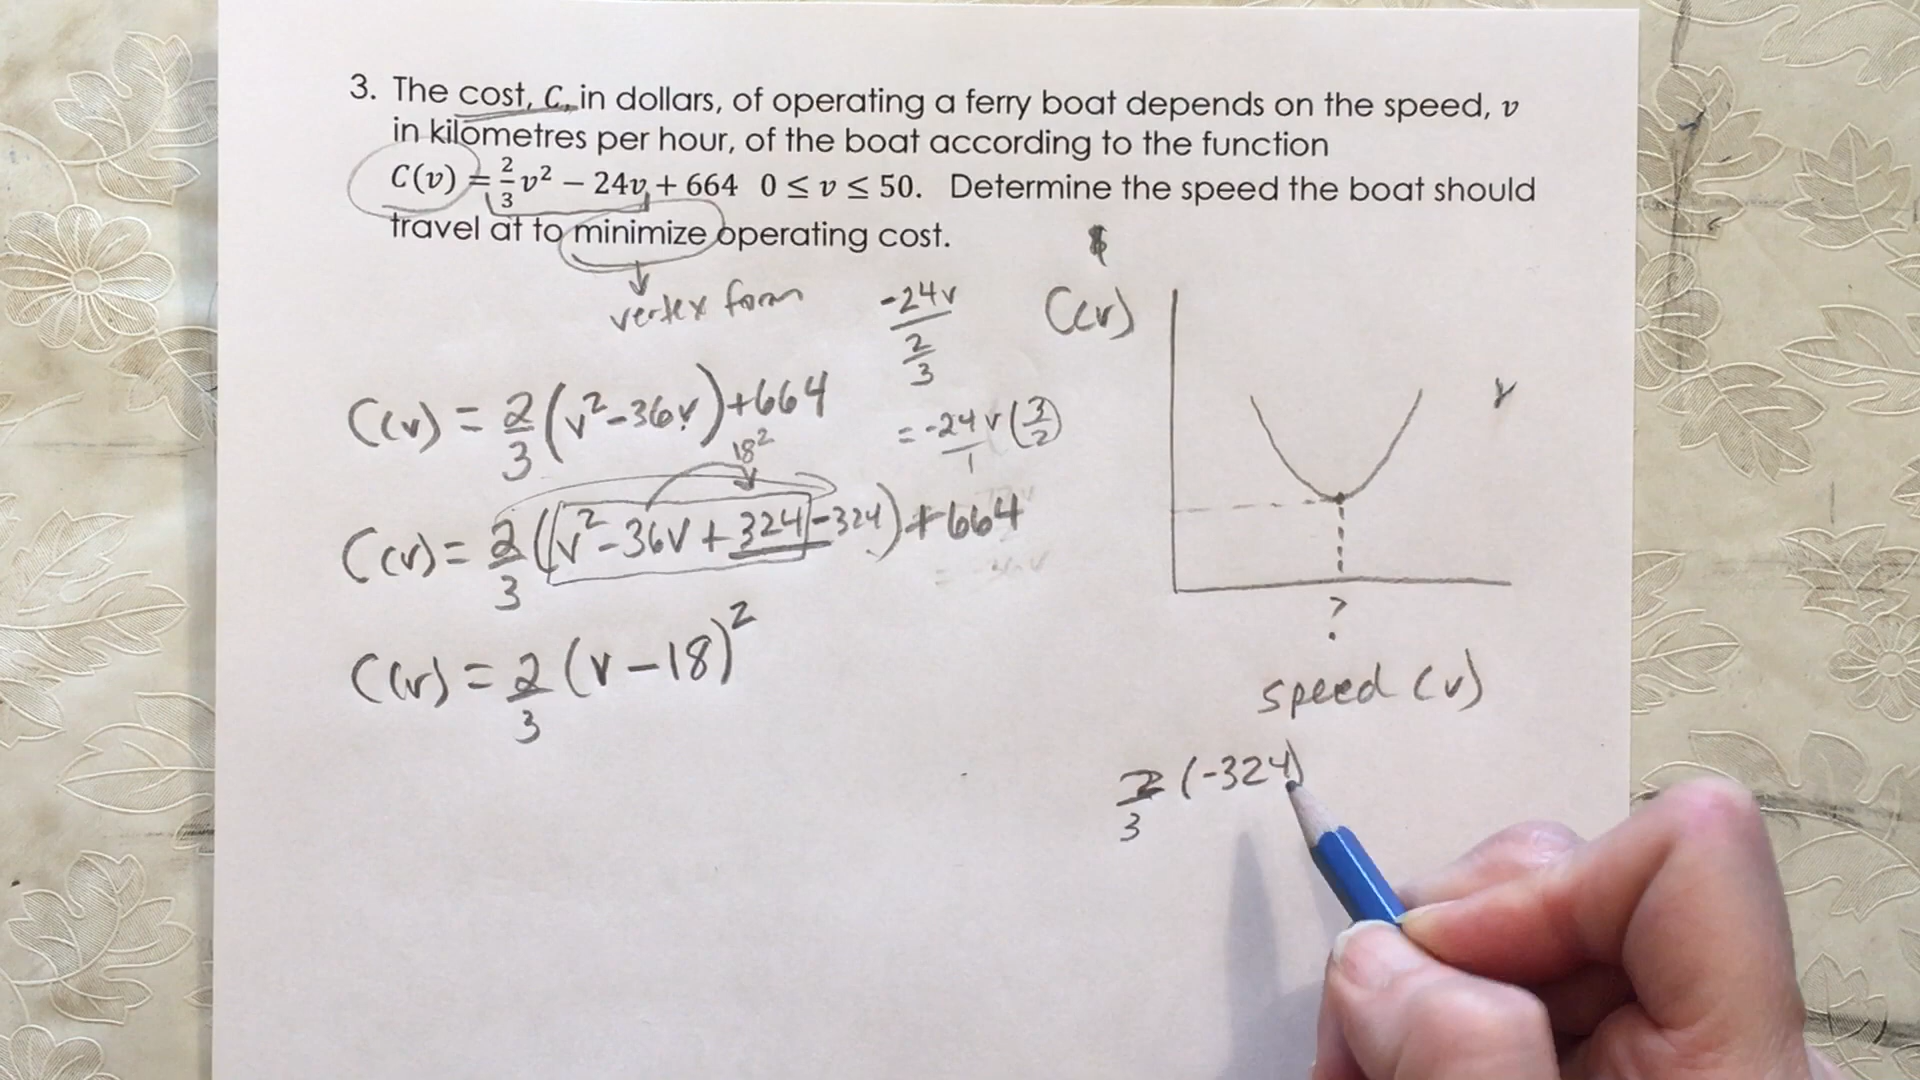 3. The cost, C, in dollars, of operating a ferry boat depends on the speed, v
in kilometres per hour, of the boat according to the function
C(v) = 2/3 v² − 24v + 664 0 ≤ v ≤ 50. Determine the speed the boat should
travel at to minimize operating cost.
vertex form
-24v
2/3
= -24v/1 (3/2)
$
C(v)
C(v) = 2/3 (v² - 36v) + 664
18²
C(v) = 2/3 (v² - 36v + 324 - 324) + 664
C(v) = 2/3 (v - 18)²
?
speed (v)
2/3 (-324)